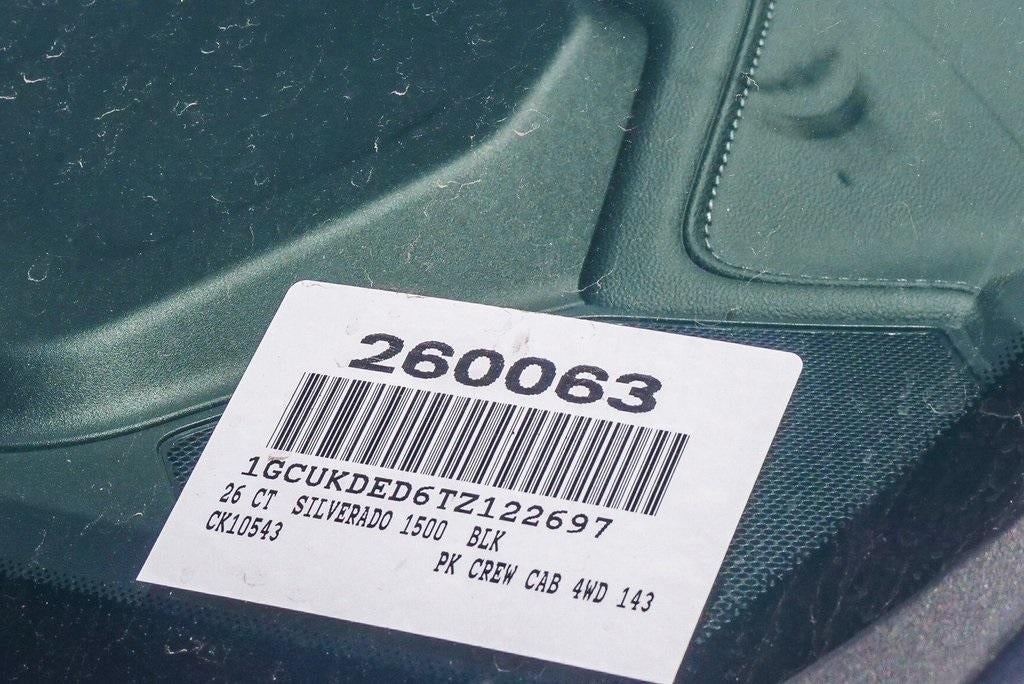 260063
1GCUKDED6TZ122697
26 CT SILVERADO 1500 BLK
CK10543
PK CREW CAB 4WD 143